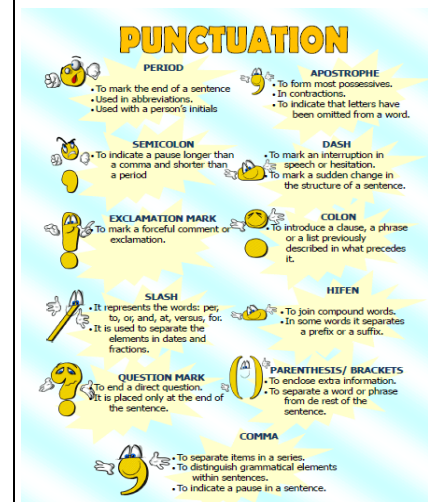 PUNCTUATION
PERIOD
• To mark the end of a sentence
• Used in abbreviations.
• Used with a person's initials
APOSTROPHE
• To form most possessives.
• In contractions.
• To indicate that letters have
been omitted from a word.
SEMICOLON
• To indicate a pause longer than
a comma and shorter than
a period
DASH
• To mark an interruption in
speech or hesitation.
• To mark a sudden change in
the structure of a sentence.
EXCLAMATION MARK
• To mark a forceful comment or
exclamation.
COLON
• To introduce a clause, a phrase
or a list previously
described in what precedes
it.
SLASH
• It represents the words: per,
to, or, and, at, versus, for.
• It is used to separate the
elements in dates and
fractions.
HIFEN
• To join compound words.
• In some words it separates
a prefix or a suffix.
QUESTION MARK
• To end a direct question.
• It is placed only at the end of
the sentence.
PARENTHESIS/ BRACKETS
• To enclose extra information.
• To separate a word or phrase
from de rest of the
sentence.
COMMA
• To separate items in a series.
• To distinguish grammatical elements
within sentences.
• To indicate a pause in a sentence.